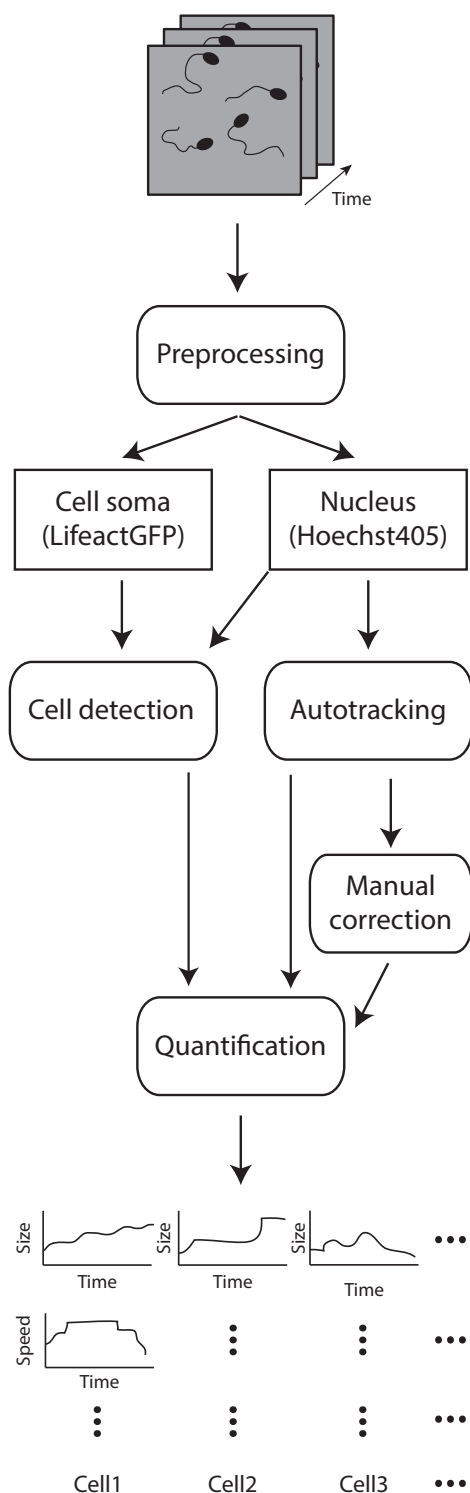 Time
Preprocessing
Cell soma
(LifeactGFP)
Nucleus
(Hoechst405)
Cell detection
Autotracking
Manual
correction
Quantification
Size
Time
Size
Time
Size
Time
•••
Speed
Time
•••
•••
•••
•••
•••
•••
•••
Cell1
Cell2
Cell3
•••